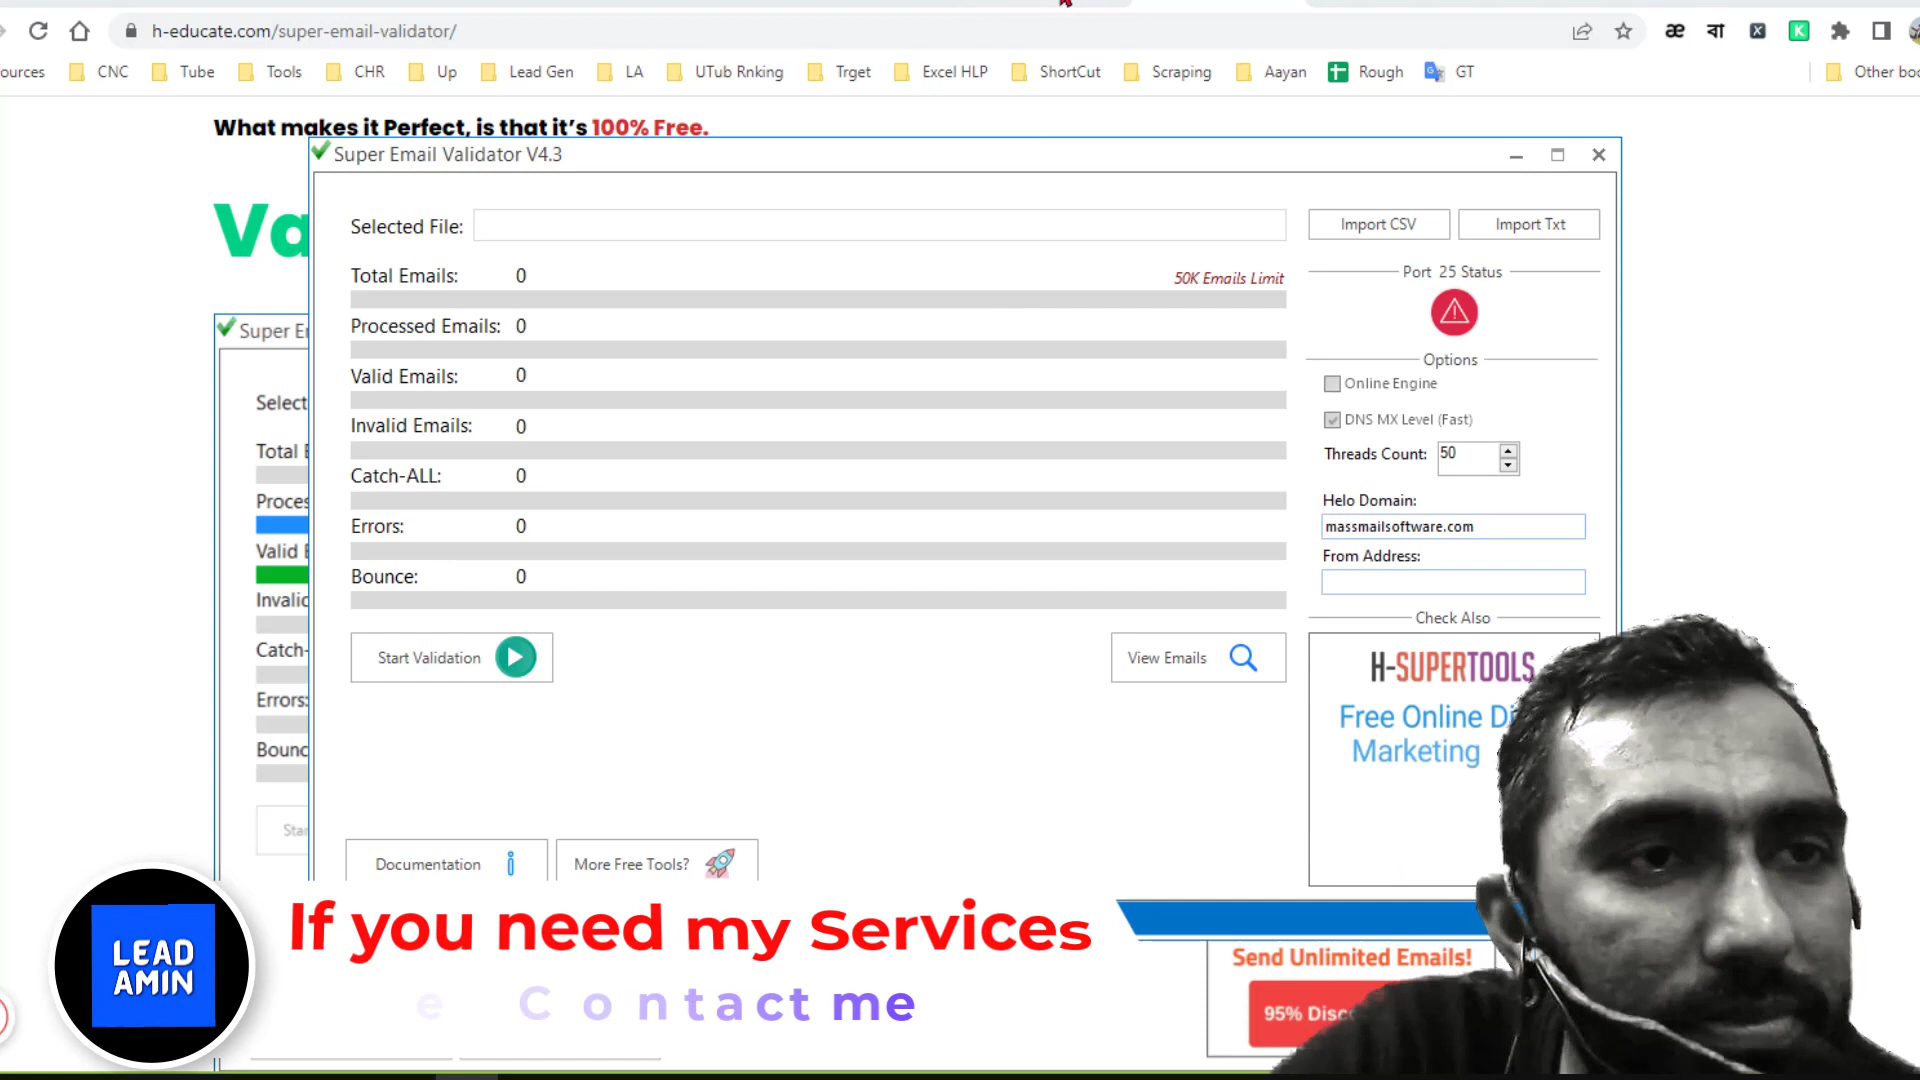 h-educate.com/super-email-validator/
ources CNC Tube Tools CHR Up Lead Gen LA UTub Rnking Trget Excel HLP ShortCut Scraping Aayan Rough GT Other boo
æ বা X K
What makes it Perfect, is that it's 100% Free.
Va
Super Email Validator V4.3
Selected File:
Import CSV
Import Txt
Total Emails: 0
50K Emails Limit
Port 25 Status
Processed Emails: 0
Options
Valid Emails: 0
Online Engine
Invalid Emails: 0
DNS MX Level (Fast)
Threads Count: 50
Catch-ALL: 0
Helo Domain:
massmailsoftware.com
Errors: 0
From Address:
Bounce: 0
Check Also
Start Validation
View Emails
H-SUPERTOOLS
Free Online Di
Marketing
Documentation
More Free Tools?
Super En
Select
Total E
Proces
Valid E
Invalid
Catch-
Errors:
Bounc
Star
LEAD
AMIN
If you need my Services
e Contact me
Send Unlimited Emails!
95% Disc